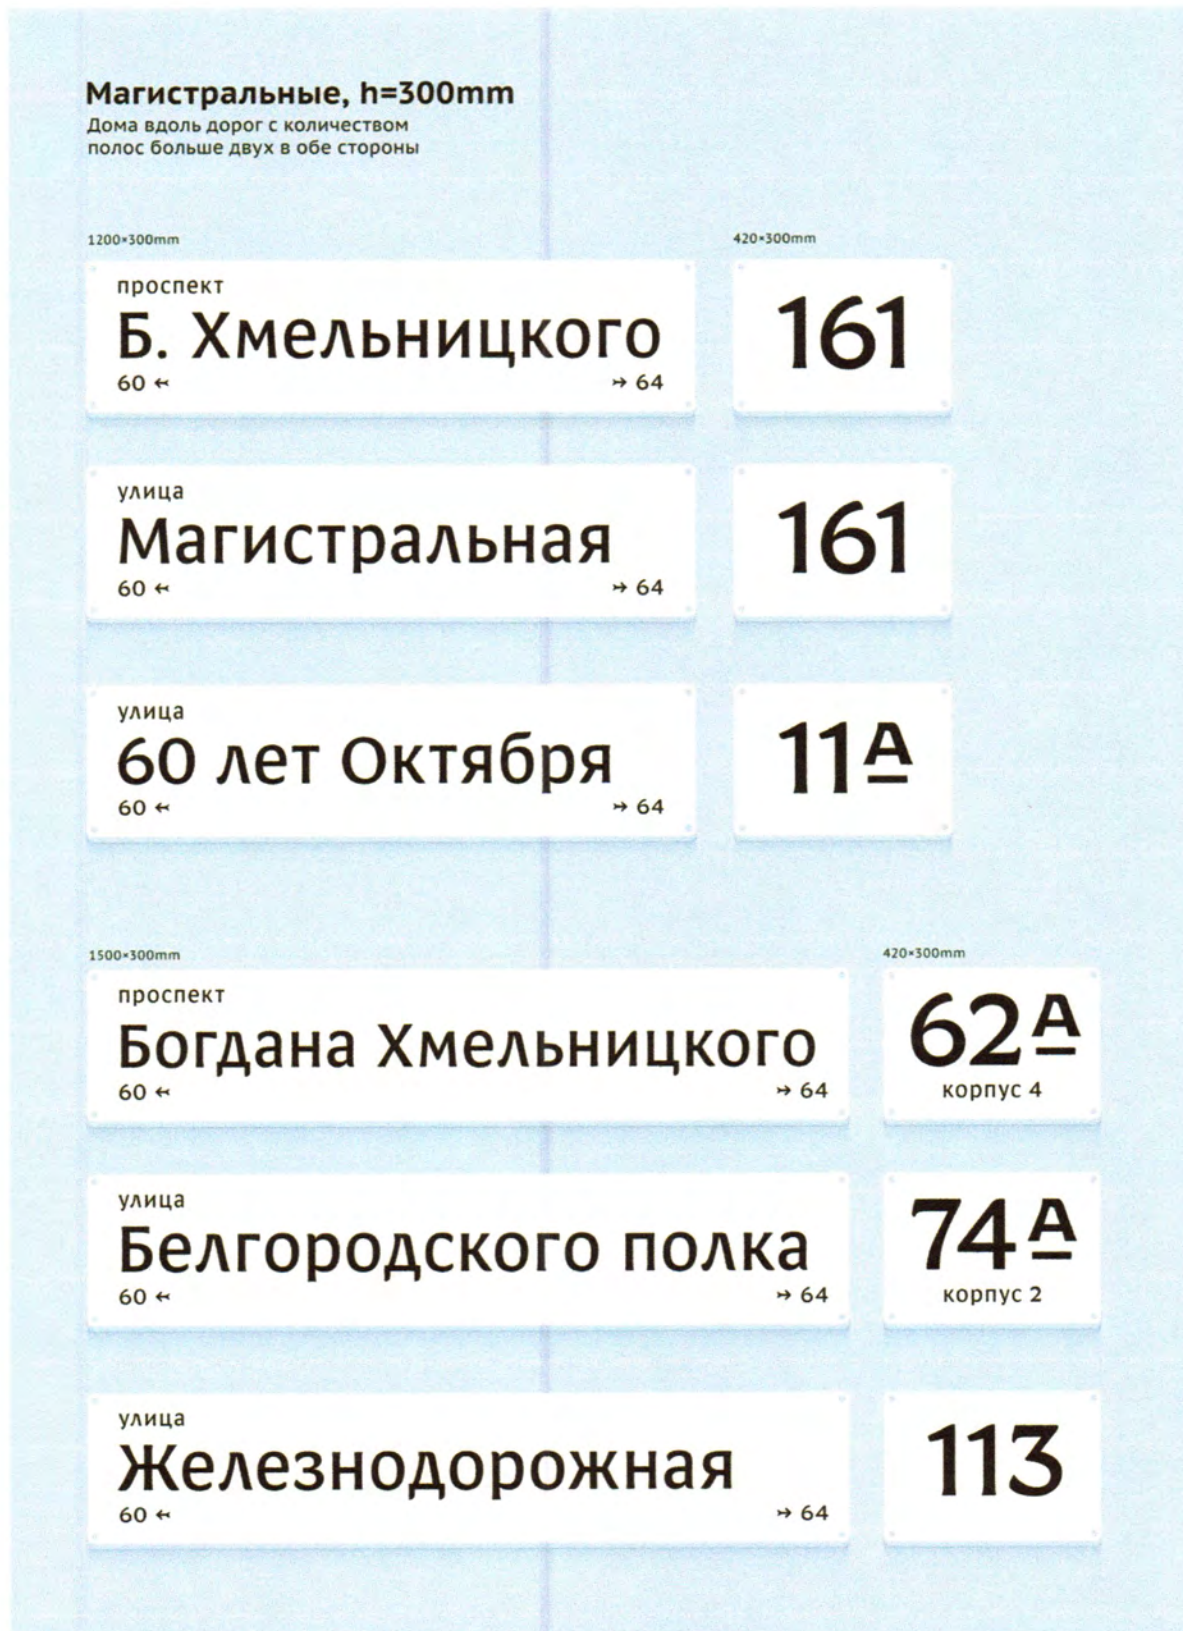 Магистральные, h=300mm
Дома вдоль дорог с количеством
полос больше двух в обе стороны
1200×300mm
420×300mm
проспект
Б. Хмельницкого
60 ↢ ↣ 64
161
улица
Магистральная
60 ↢ ↣ 64
161
улица
60 лет Октября
60 ↢ ↣ 64
11А
1500×300mm
420×300mm
проспект
Богдана Хмельницкого
60 ↢ ↣ 64
62А
корпус 4
улица
Белгородского полка
60 ↢ ↣ 64
74А
корпус 2
улица
Железнодорожная
60 ↢ ↣ 64
113